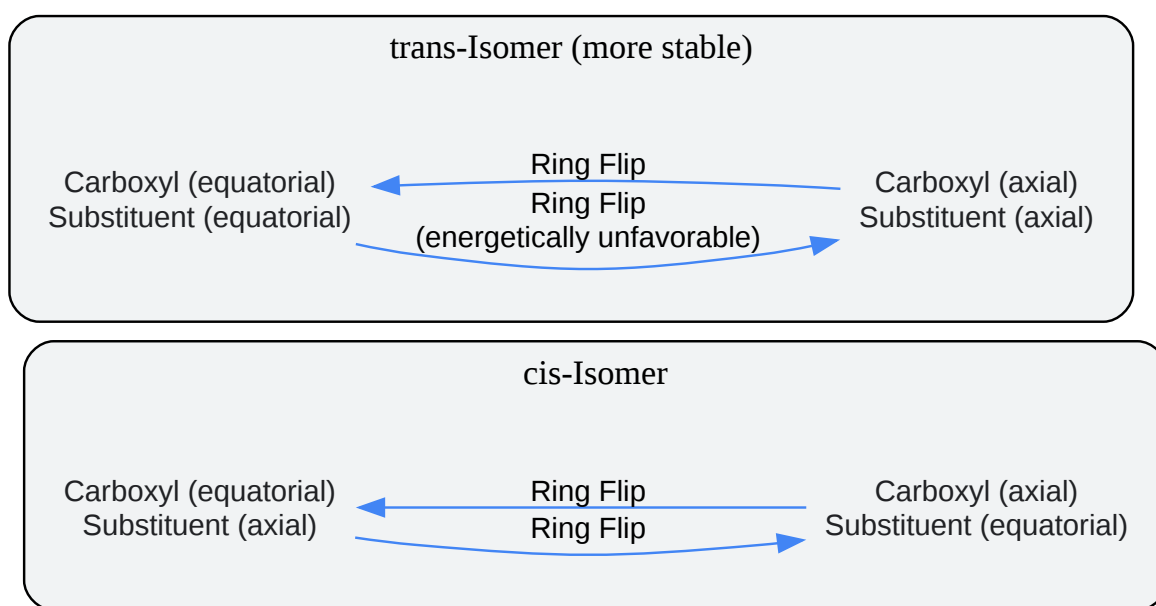 trans-Isomer (more stable)
Ring Flip
Carboxyl (equatorial)
Substituent (equatorial)
Ring Flip
(energetically unfavorable)
Carboxyl (axial)
Substituent (axial)
cis-Isomer
Carboxyl (equatorial)
Substituent (axial)
Ring Flip
Ring Flip
Carboxyl (axial)
Substituent (equatorial)